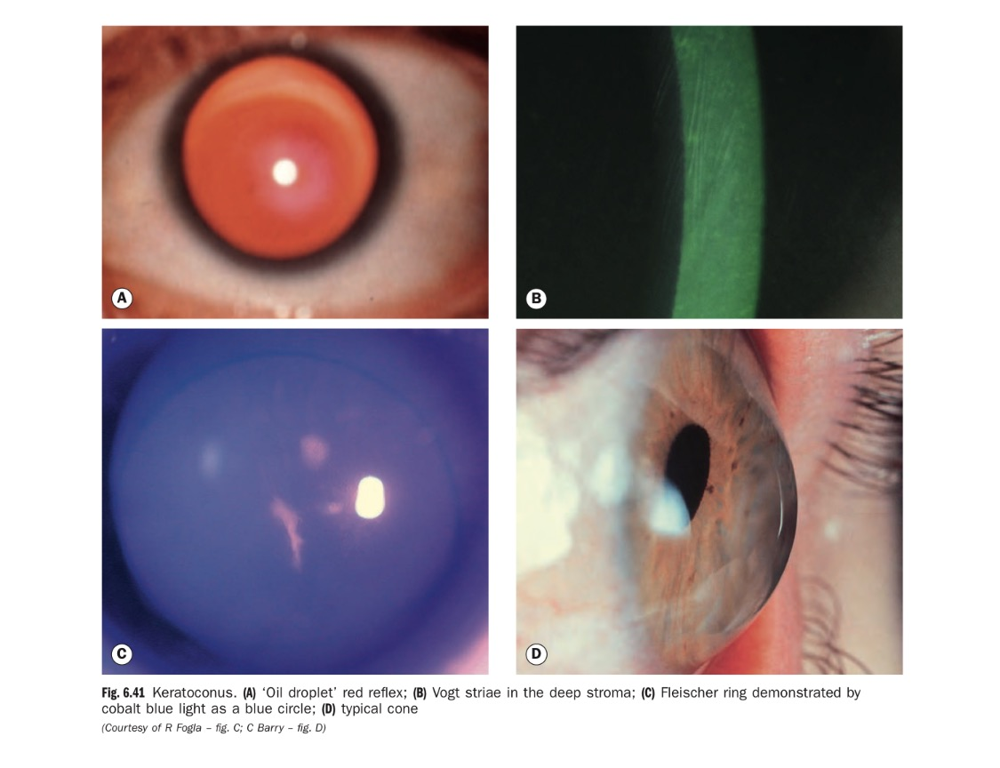 A
B
C
D
Fig. 6.41 Keratoconus. (A) ‘Oil droplet’ red reflex; (B) Vogt striae in the deep stroma; (C) Fleischer ring demonstrated by
cobalt blue light as a blue circle; (D) typical cone
(Courtesy of R Fogla – fig. C; C Barry – fig. D)